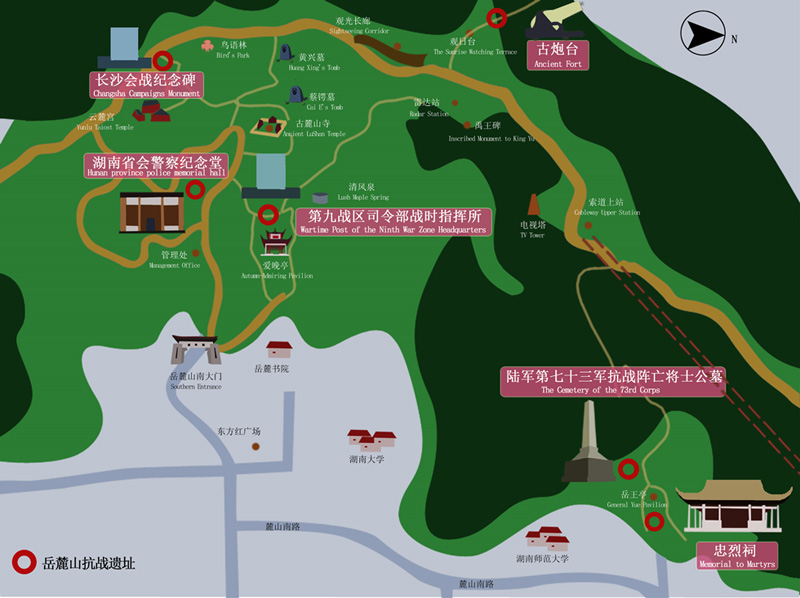 观光长廊
Sightseeing Corridor
观日台
The Sunrise Watching Terrace
古炮台
Ancient Fort
N
鸟语林
Bird's Park
黄兴墓
Huang Xing's Tomb
长沙会战纪念碑
Changsha Campaigns Monument
蔡锷墓
Cai E's Tomb
雷达站
Radar Station
云麓宫
Yunlu Taiost Temple
古麓山寺
Ancient LuShan Temple
禹王碑
Inscribed Monument to King Yu
湖南省会警察纪念堂
Hunan province police memorial hall
清风泉
Lush Maple Spring
第九战区司令部战时指挥所
Wartime Post of the Ninth War Zone Headquarters
索道上站
Cableway Upper Station
电视塔
TV Tower
管理处
Management Office
爱晚亭
Autumn-Admiring Pavilion
岳麓山南大门
Southern Entrance
岳麓书院
陆军第七十三军抗战阵亡将士公墓
The Cemetery of the 73rd Corps
东方红广场
湖南大学
岳王亭
General Yue Pavilion
麓山南路
忠烈祠
Memorial to Martyrs
湖南师范大学
岳麓山抗战遗址
麓山南路